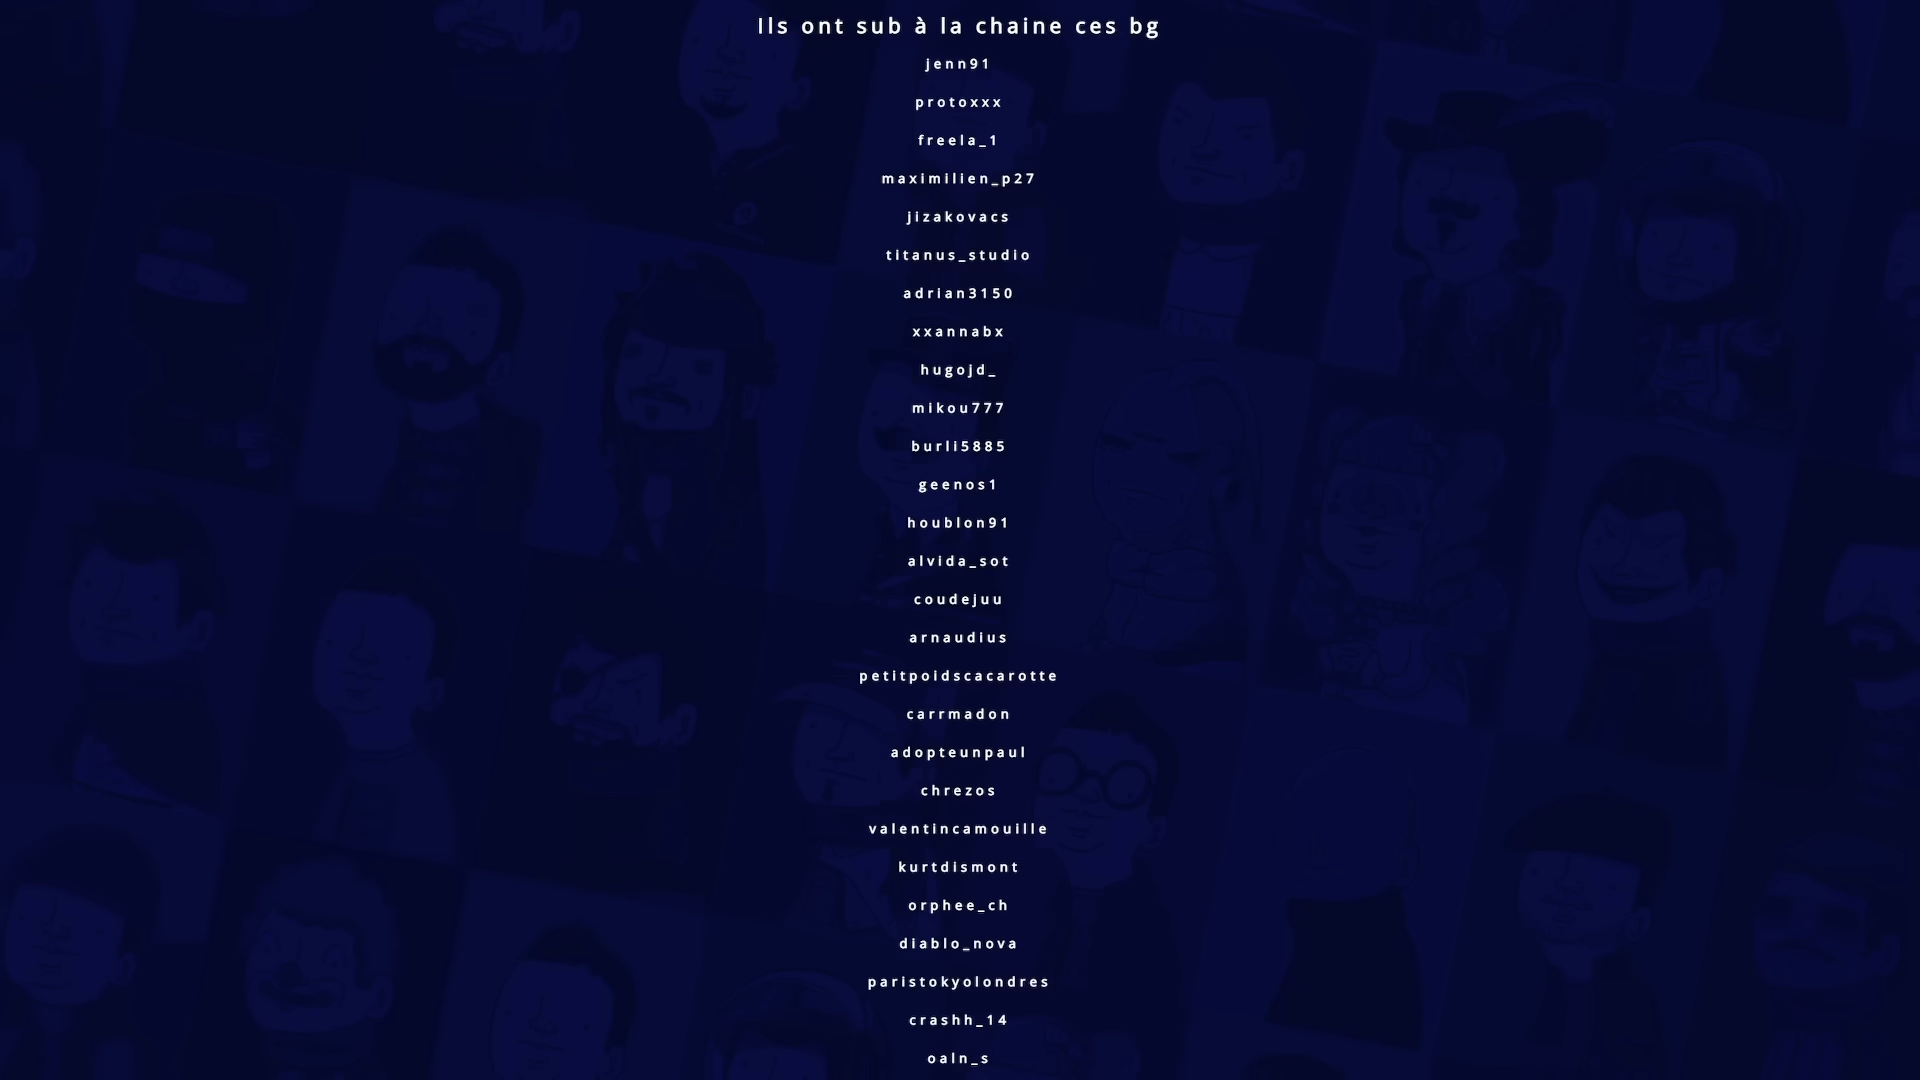 Ils ont sub à la chaine ces bg
jenn91
protoxxx
freela_1
maximilien_p27
jizakovacs
titanus_studio
adrian3150
xxannabx
hugojd_
mikou777
burli5885
geenos1
houblon91
alvida_sot
coudejuu
arnaudius
petitpoidscacarotte
carrmadon
adopteunpaul
chrezos
valentincamouille
kurtdismont
orphee_ch
diablo_nova
paristokyolondres
crashh_14
oaln_s